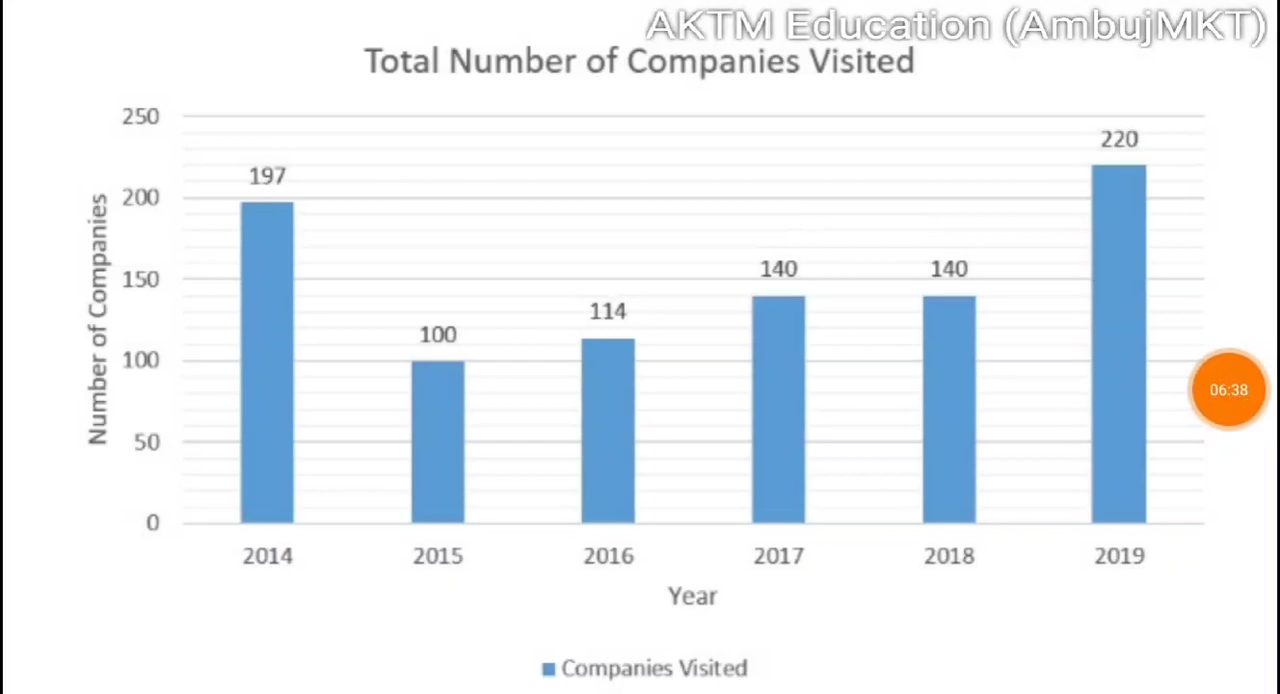 AKTM Education (AmbujMKT)
Total Number of Companies Visited
250
200
150
100
50
0
Number of Companies
197
100
114
140
140
220
06:38
2014 2015 2016 2017 2018 2019
Year
Companies Visited